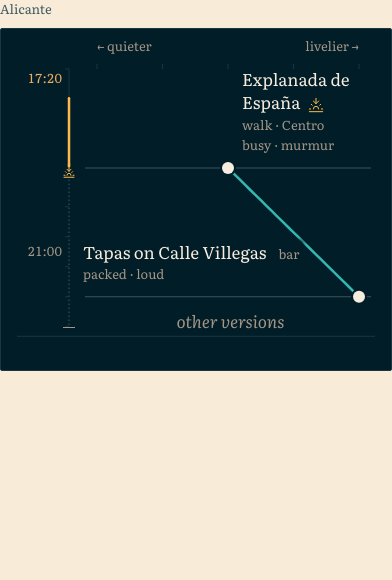 Alicante
← quieter
livelier →
17:20
Explanada de
España
walk · Centro
busy · murmur
21:00
Tapas on Calle Villegas bar
packed · loud
other versions